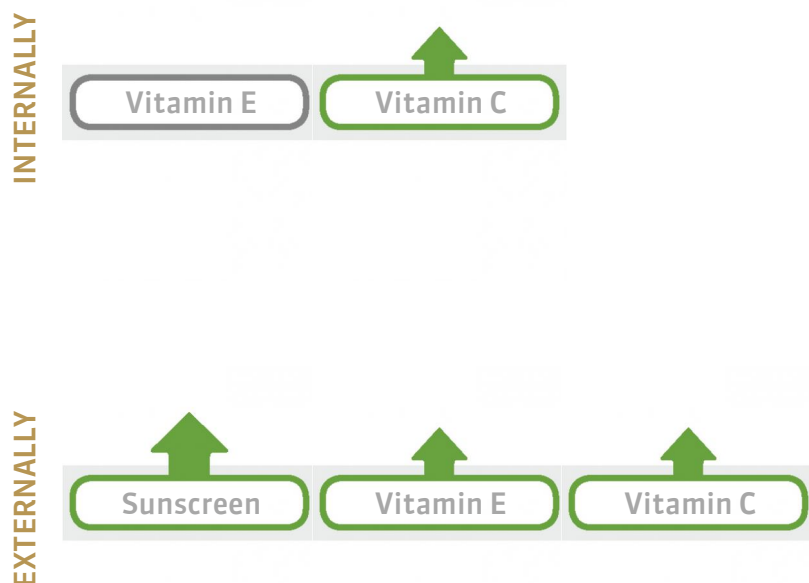 INTERNALLY
Vitamin E
Vitamin C
EXTERNALLY
Sunscreen
Vitamin E
Vitamin C